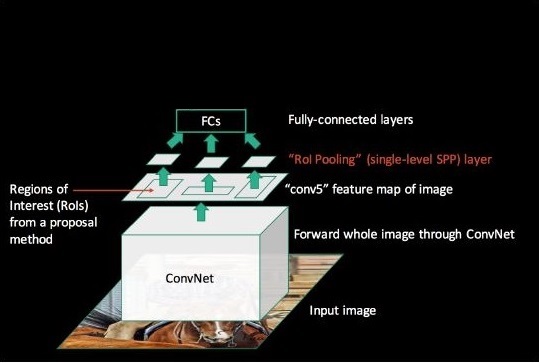 FCs
Fully-connected layers
"RoI Pooling" (single-level SPP) layer
Regions of
Interest (RoIs)
from a proposal
method
"conv5" feature map of image
Forward whole image through ConvNet
ConvNet
Input image